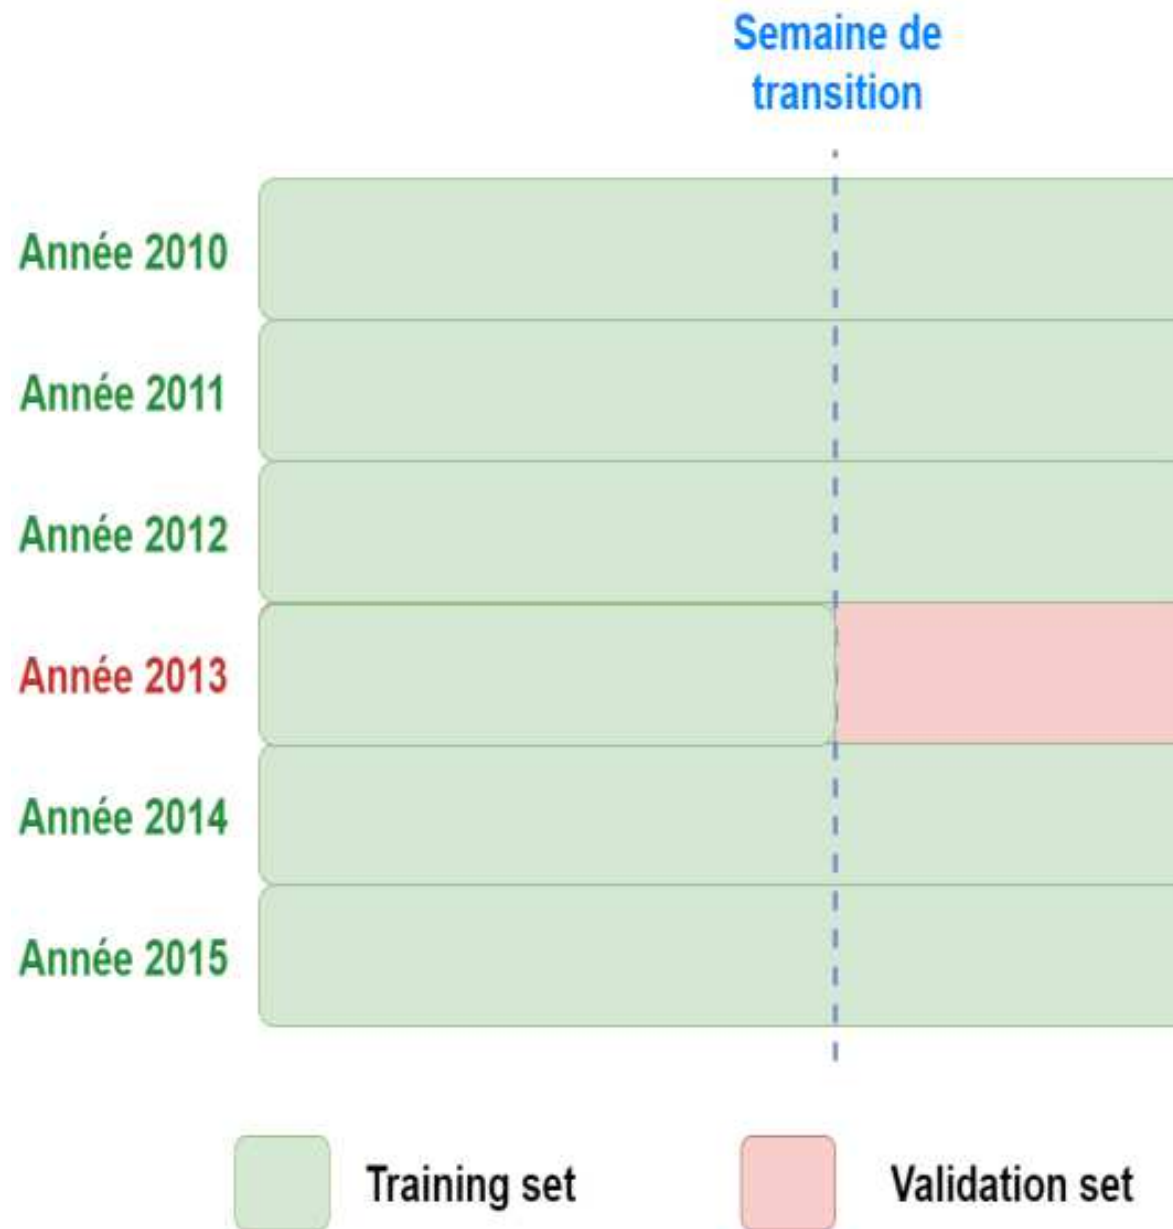 Semaine de
transition
Année 2010
Année 2011
Année 2012
Année 2013
Année 2014
Année 2015
Training set
Validation set